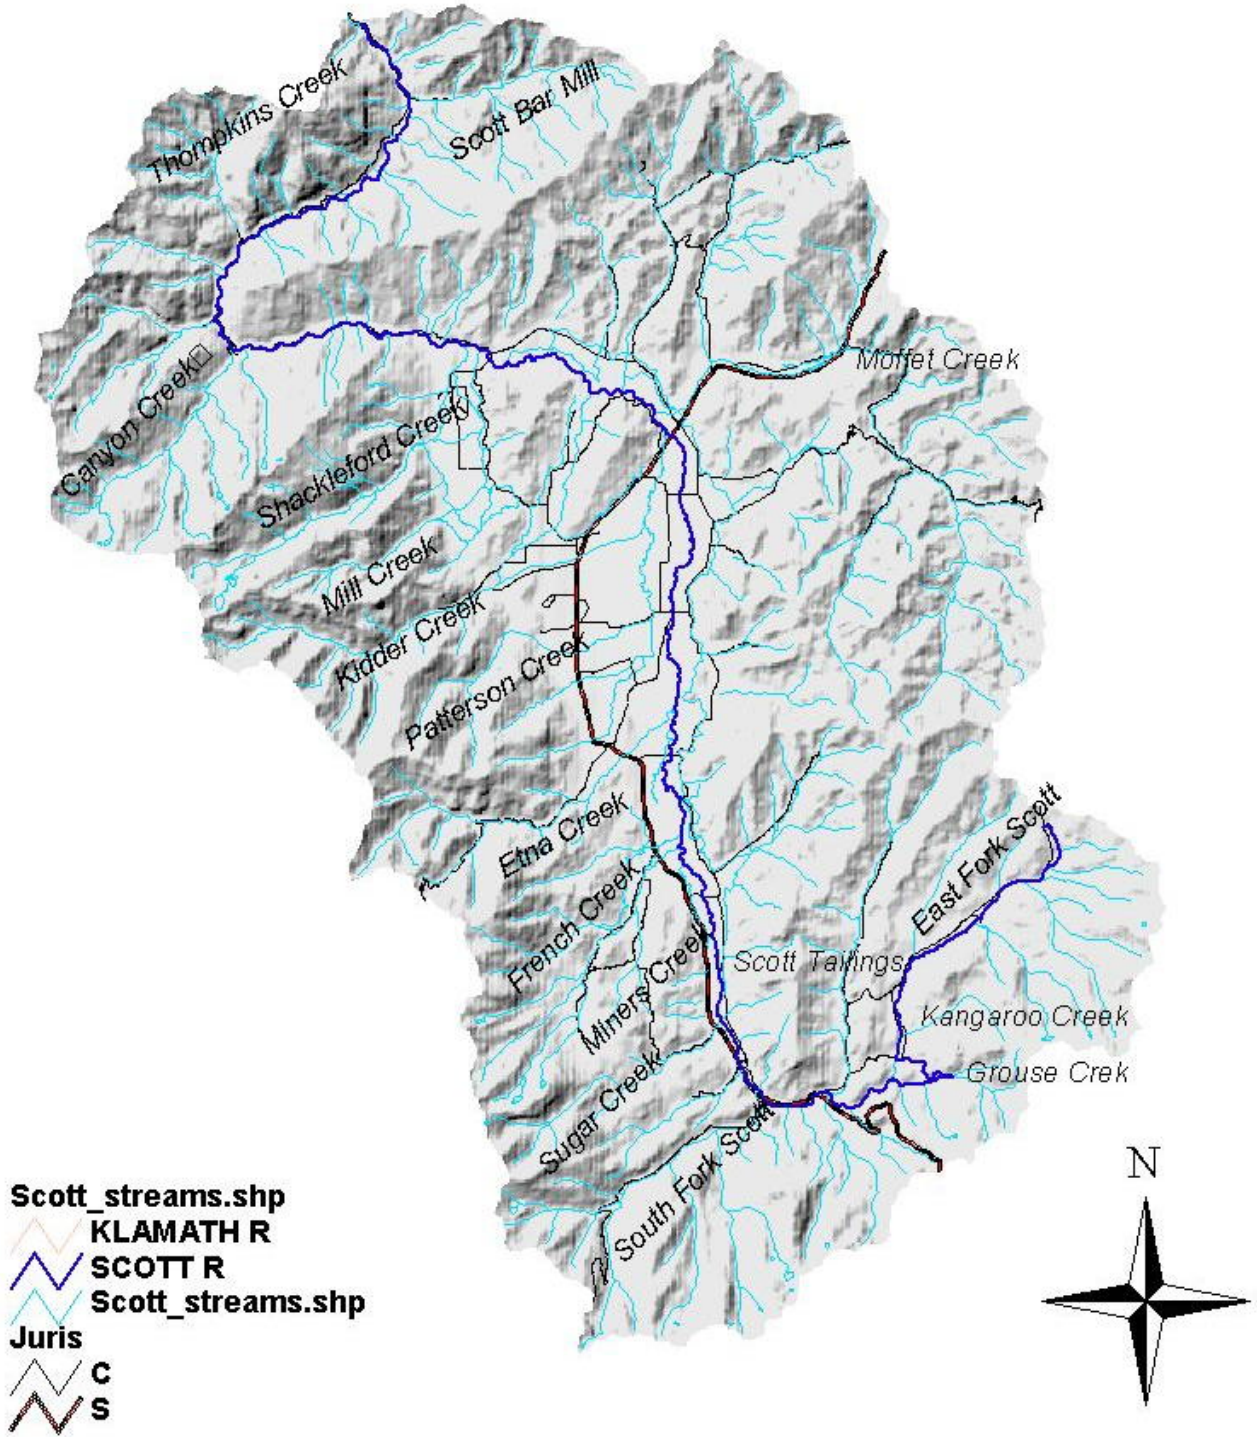 Thompkins Creek
Scott Bar Mill
Moffet Creek
Canyon Creek
Shackleford Creek
Mill Creek
Kidder Creek
Patterson Creek
East Fork Scott
Etna Creek
French Creek
Scott Tailings
Miners Creek
Kangaroo Creek
Grouse Crek
Sugar Creek
South Fork Scott
N
Scott_streams.shp
KLAMATH R
SCOTT R
Scott_streams.shp
Juris
C
S